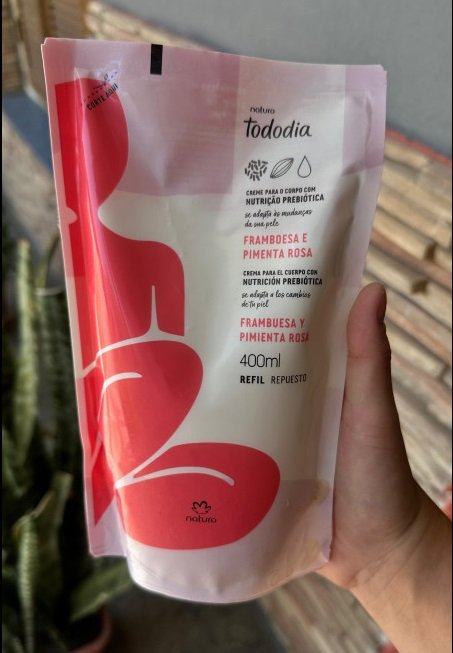 CORTE AQUI
natura
tododia
CREME PARA O CORPO COM
NUTRIÇÃO PREBIÓTICA
se adapta às mudanças
da sua pele
FRAMBOESA E
PIMENTA ROSA
CREMA PARA EL CUERPO CON
NUTRICIÓN PREBIÓTICA
se adapta a los cambios
de tu piel
FRAMBUESA Y
PIMIENTA ROSA
400ml
REFIL REPUESTO
natura